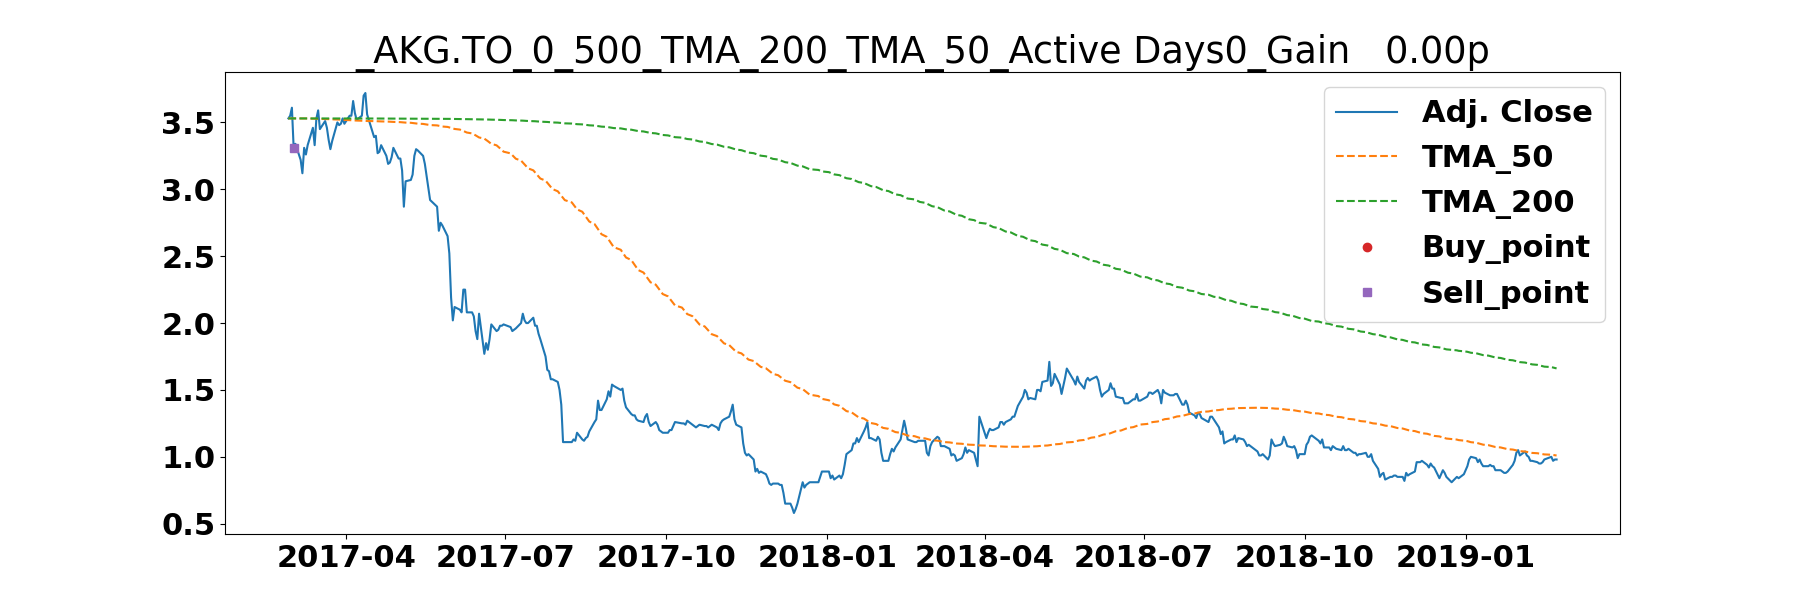 _AKG.TO_0_500_TMA_200_TMA_50_Active Days0_Gain   0.00p
Adj. Close
TMA_50
TMA_200
Buy_point
Sell_point
3.5
3.0
2.5
2.0
1.5
1.0
0.5
2017-04 2017-07 2017-10 2018-01 2018-04 2018-07 2018-10 2019-01